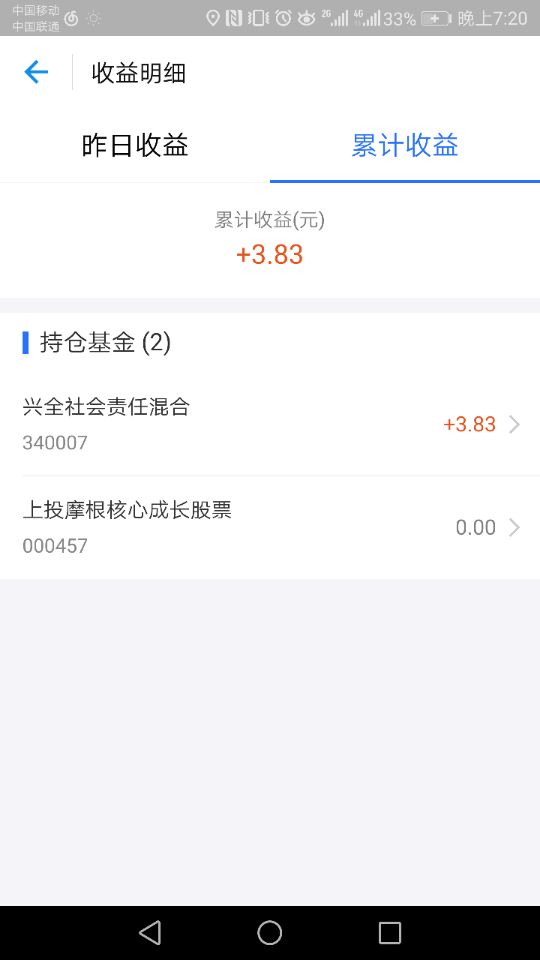 中国移动
中国联通
2G
4G
33%
晚上7:20
收益明细
昨日收益
累计收益
累计收益(元)
+3.83
持仓基金 (2)
兴全社会责任混合
+3.83
340007
上投摩根核心成长股票
0.00
000457